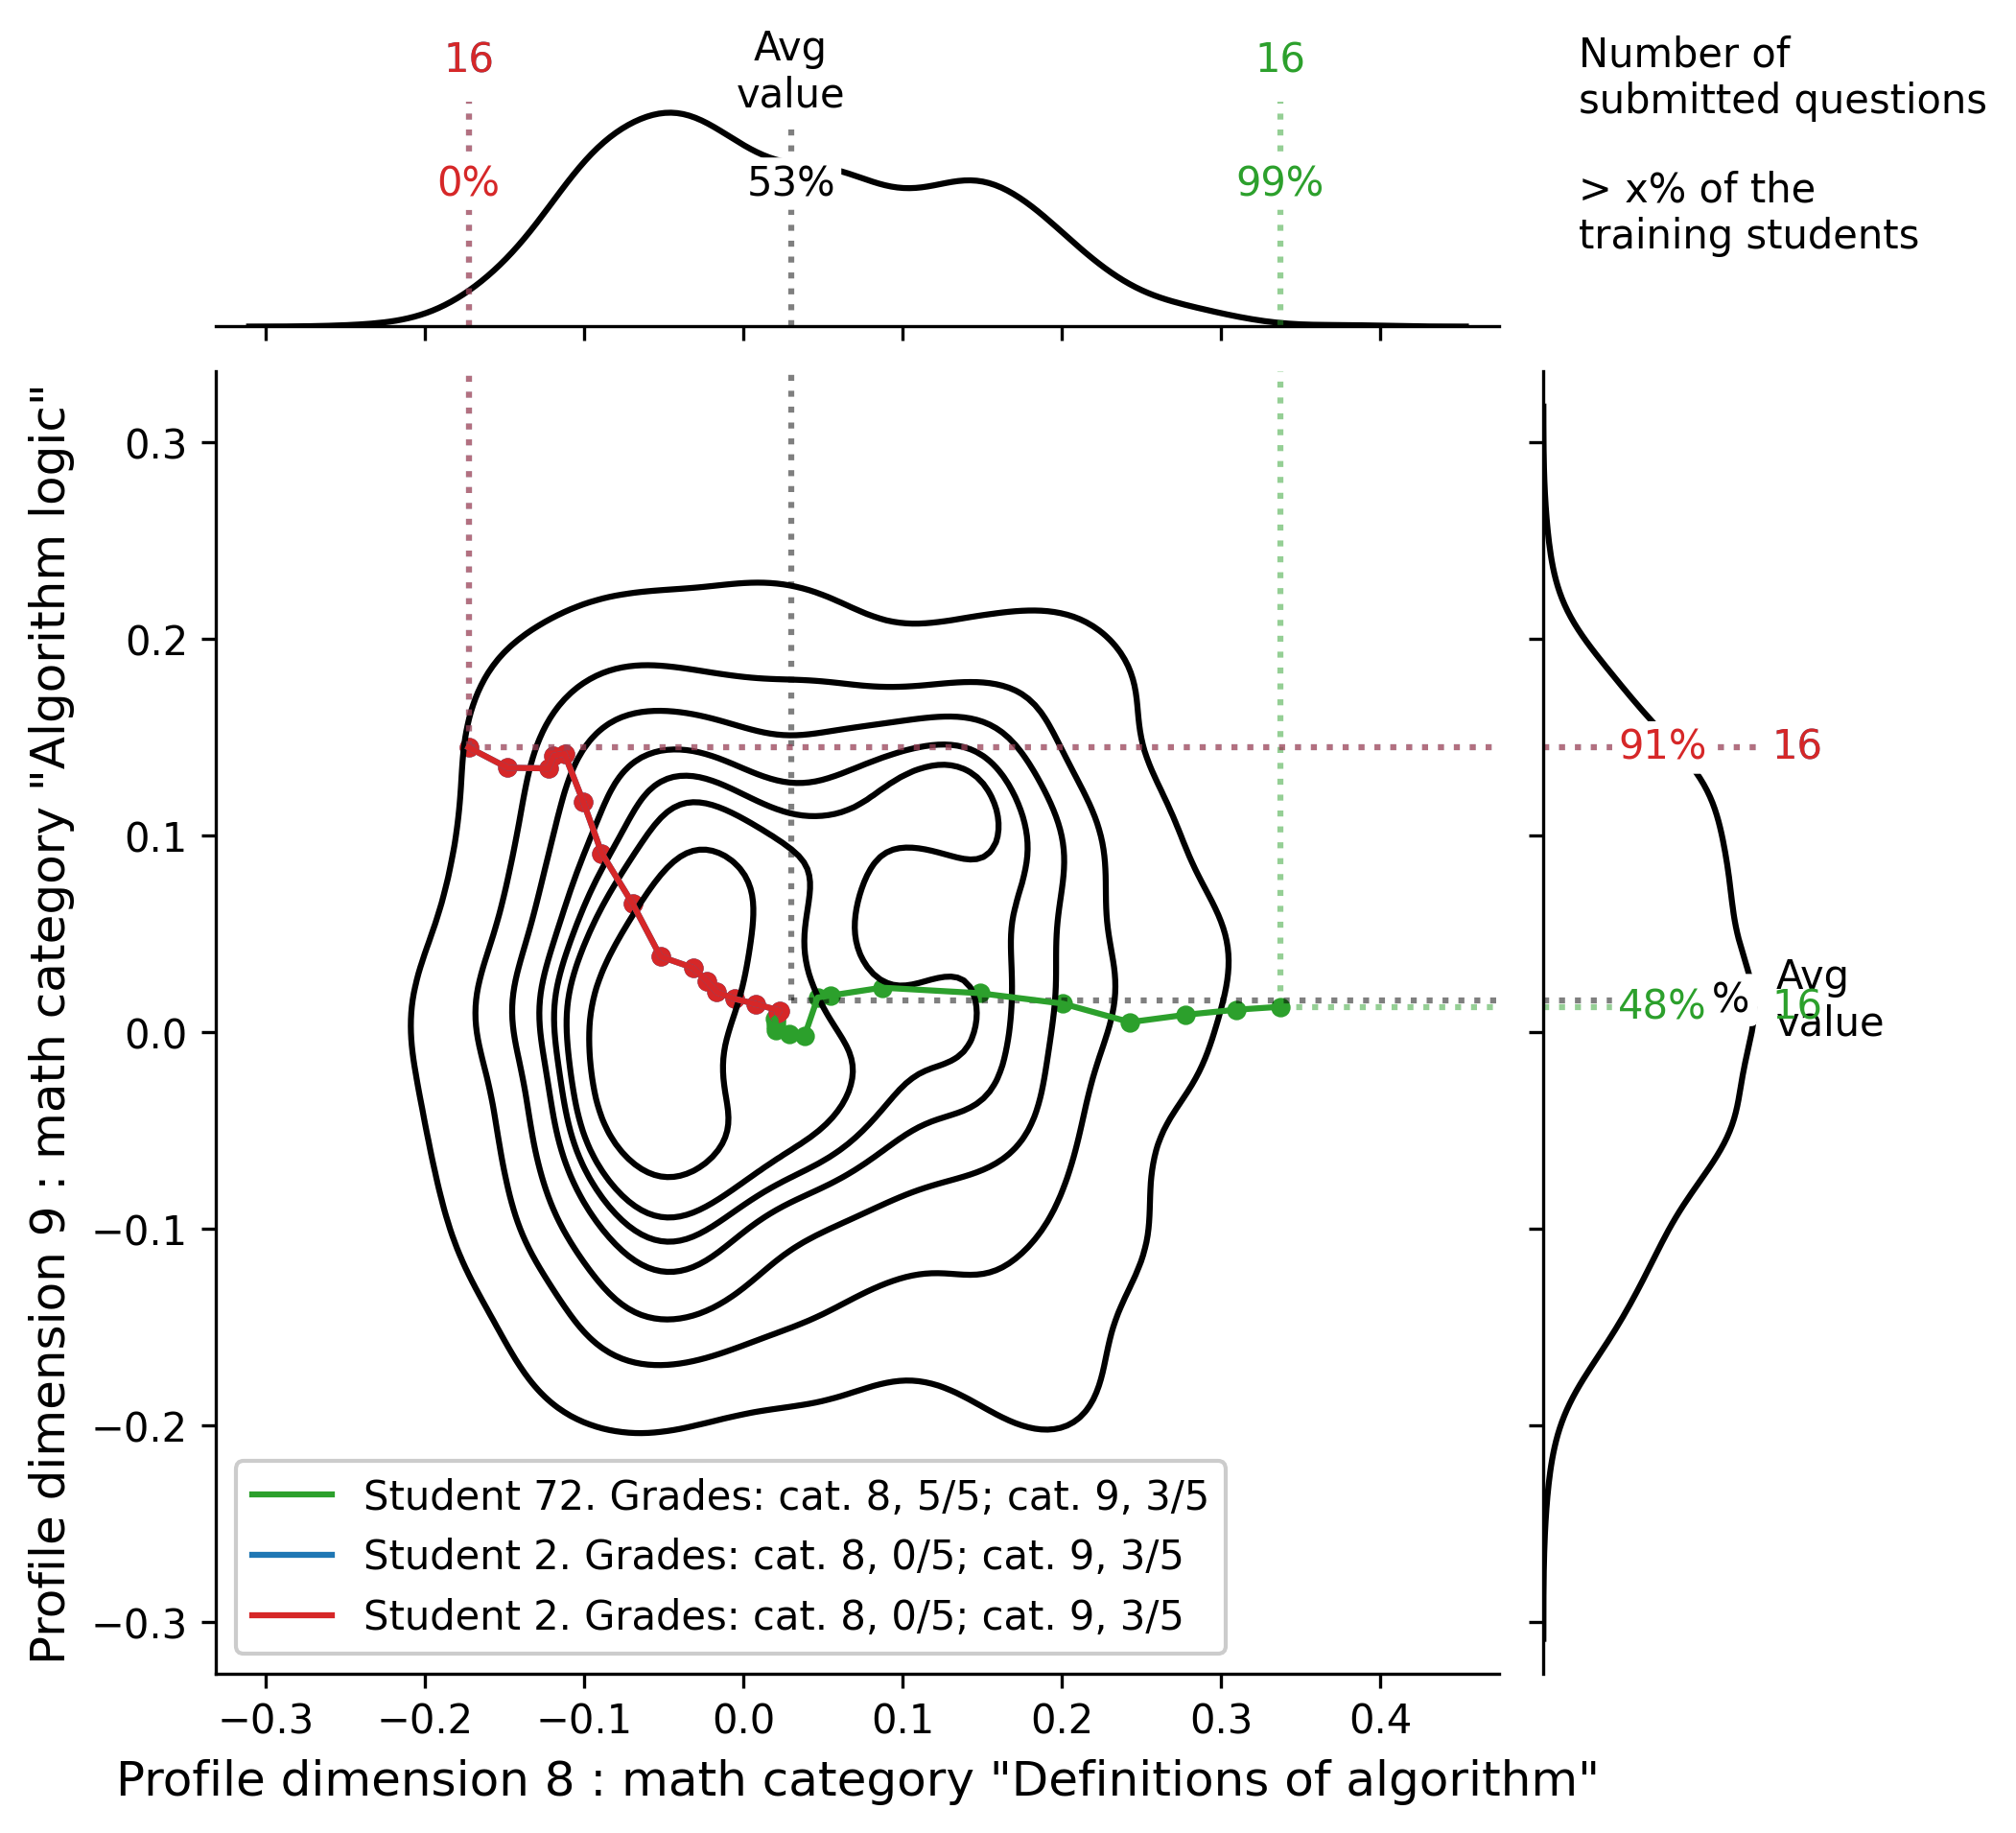 16
Avg
value
16
Number of
submitted questions
0%
53%
99%
> x% of the
training students
Profile dimension 9 : math category "Algorithm logic"
0.3
0.2
0.1
0.0
−0.1
−0.2
−0.3
91%
16
48%
%
16
Avg
value
Student 72. Grades: cat. 8, 5/5; cat. 9, 3/5
Student 2. Grades: cat. 8, 0/5; cat. 9, 3/5
Student 2. Grades: cat. 8, 0/5; cat. 9, 3/5
−0.3
−0.2
−0.1
0.0
0.1
0.2
0.3
0.4
Profile dimension 8 : math category "Definitions of algorithm"